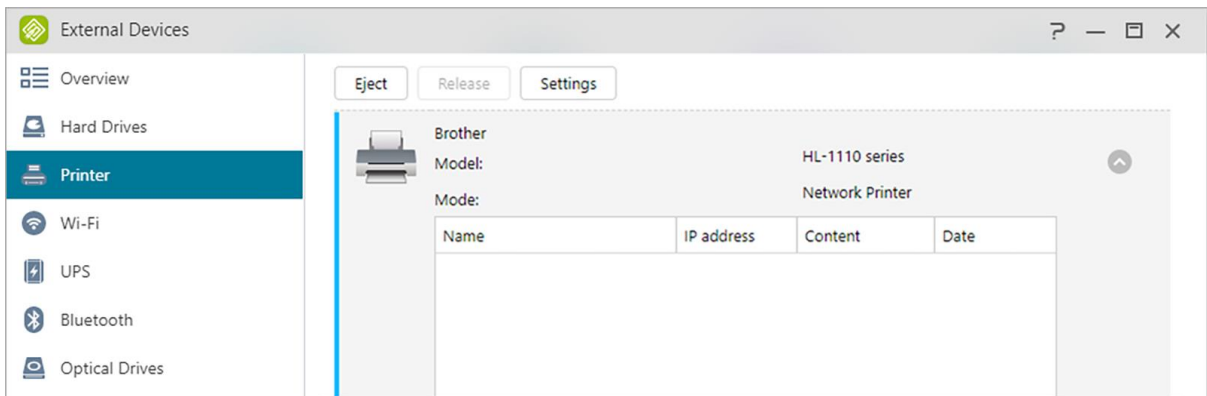 External Devices
Overview
Hard Drives
Printer
Wi-Fi
UPS
Bluetooth
Optical Drives
Eject Release Settings
Brother
Model: HL-1110 series
Mode: Network Printer
Name IP address Content Date